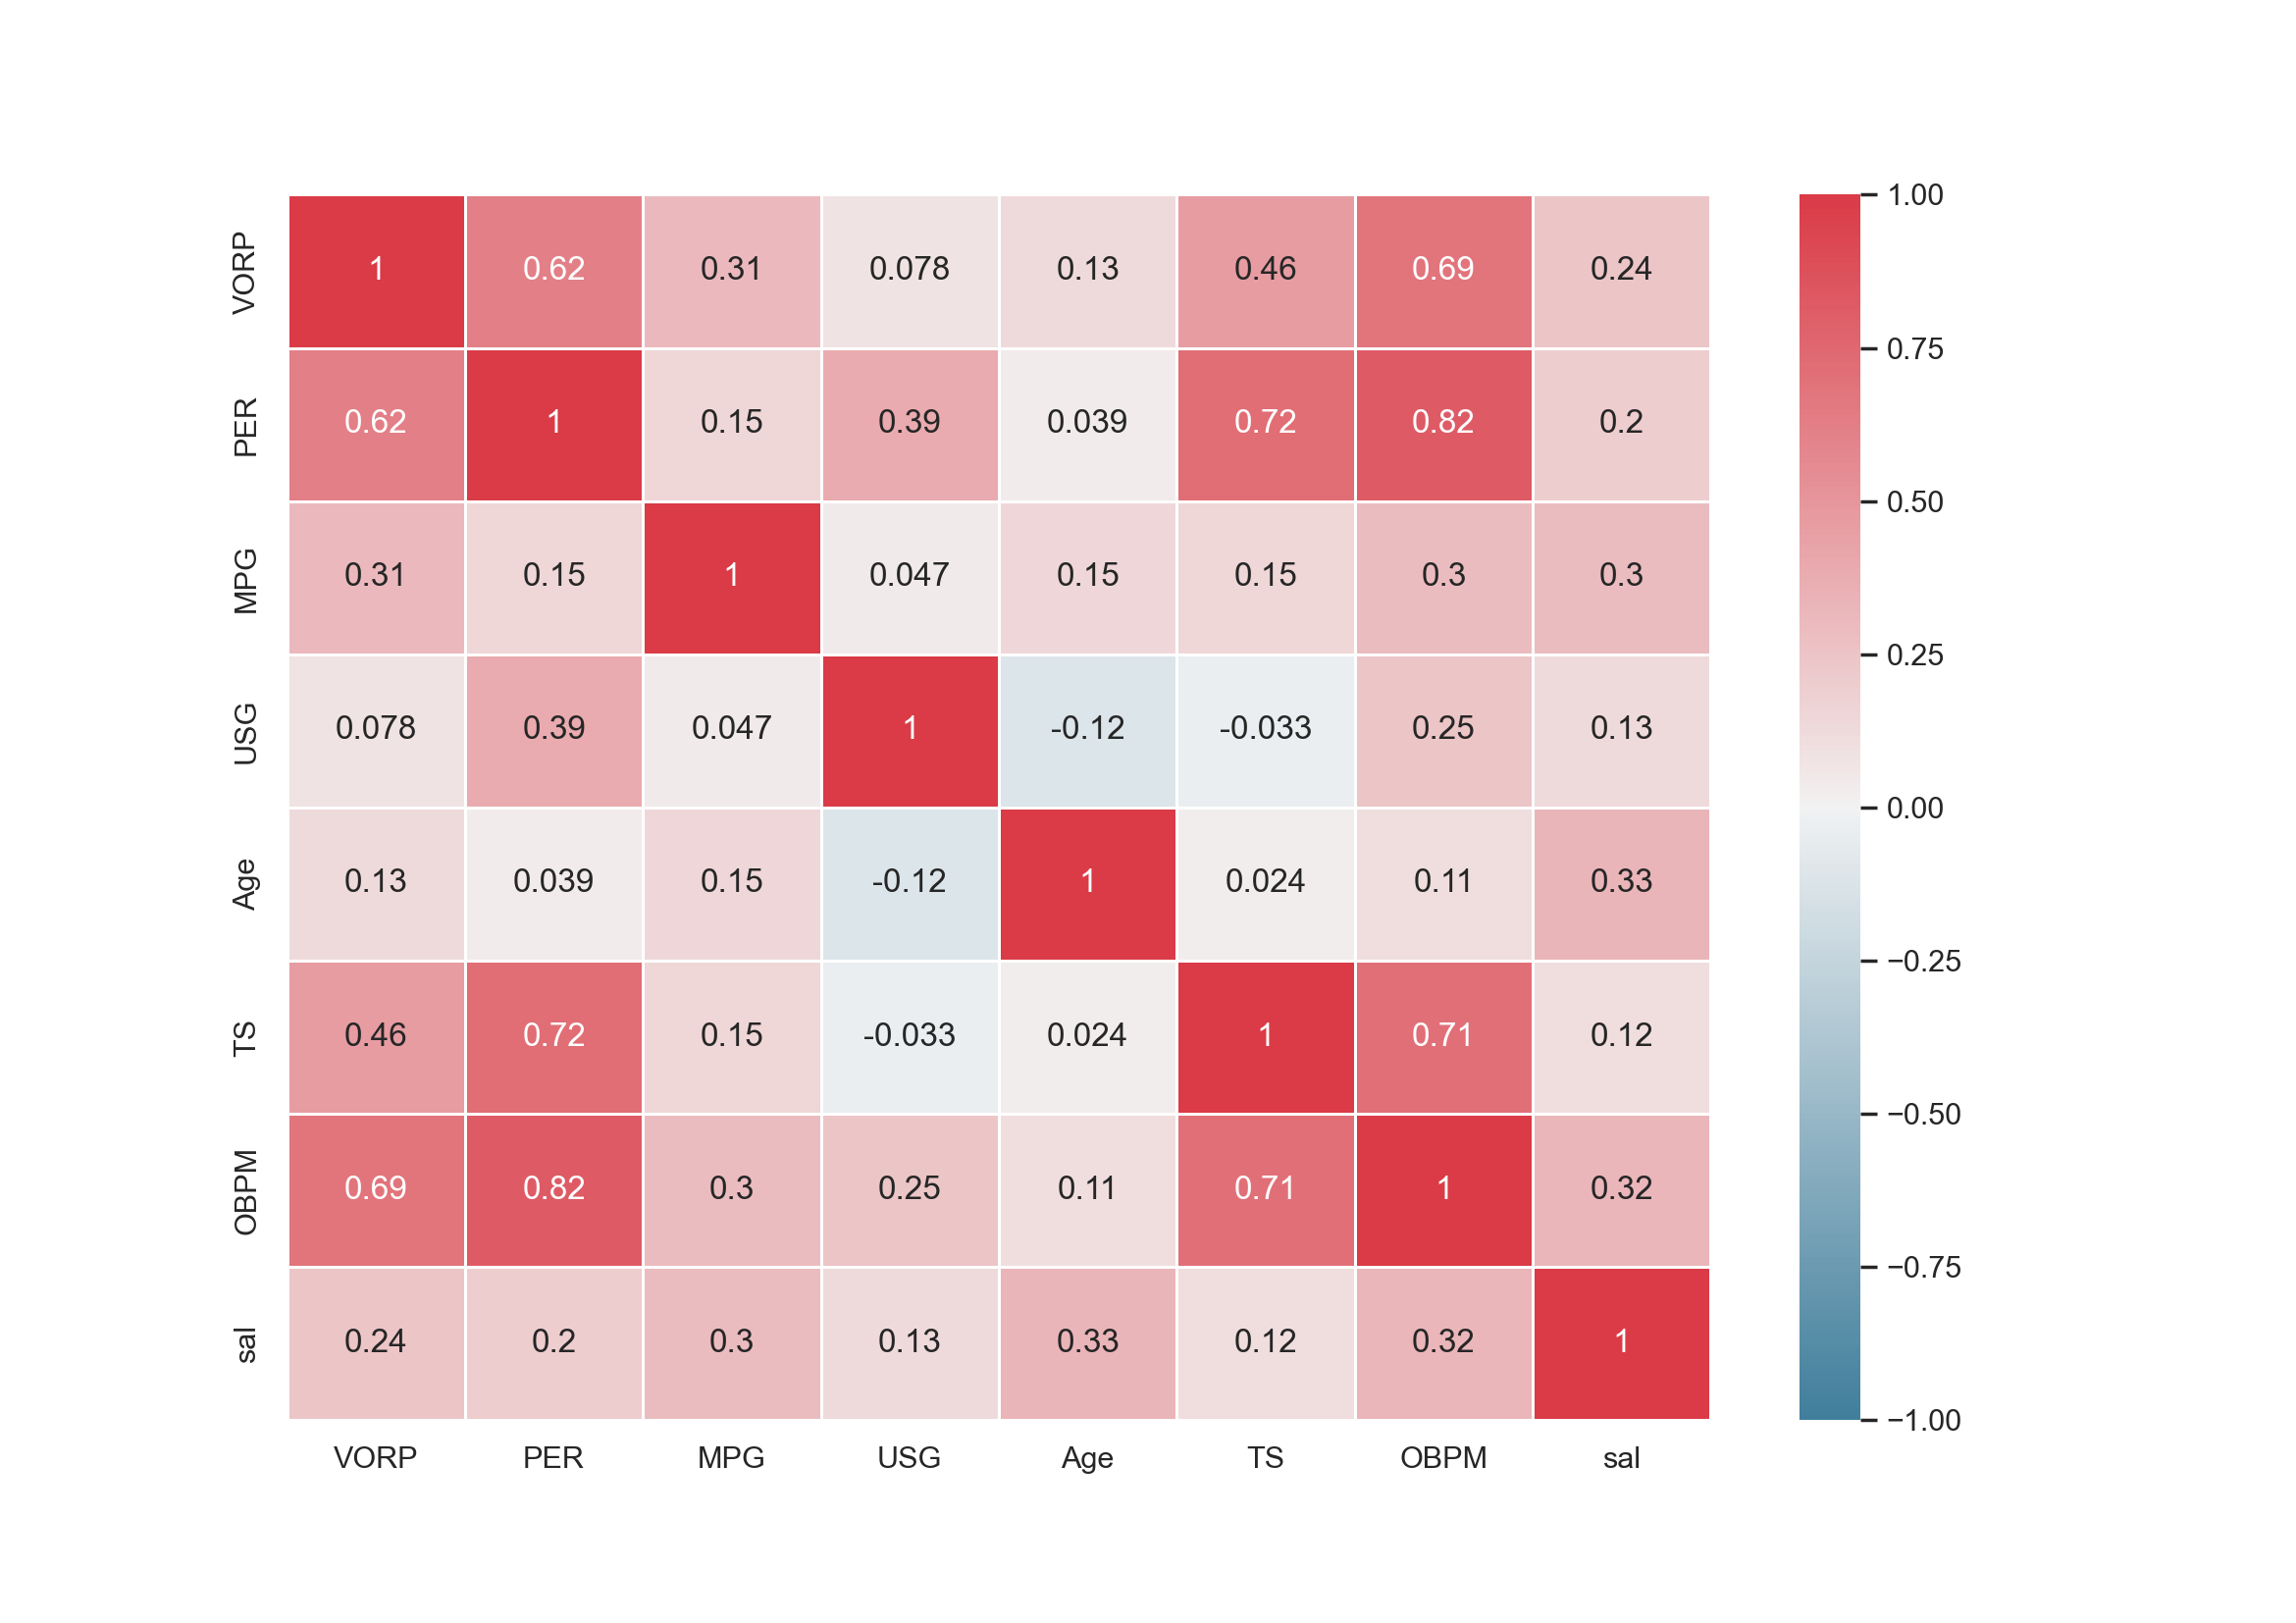 VORP 1 0.62 0.31 0.078 0.13 0.46 0.69 0.24
PER 0.62 1 0.15 0.39 0.039 0.72 0.82 0.2
MPG 0.31 0.15 1 0.047 0.15 0.15 0.3 0.3
USG 0.078 0.39 0.047 1 -0.12 -0.033 0.25 0.13
Age 0.13 0.039 0.15 -0.12 1 0.024 0.11 0.33
TS 0.46 0.72 0.15 -0.033 0.024 1 0.71 0.12
OBPM 0.69 0.82 0.3 0.25 0.11 0.71 1 0.32
sal 0.24 0.2 0.3 0.13 0.33 0.12 0.32 1
VORP PER MPG USG Age TS OBPM sal
1.00
0.75
0.50
0.25
0.00
−0.25
−0.50
−0.75
−1.00